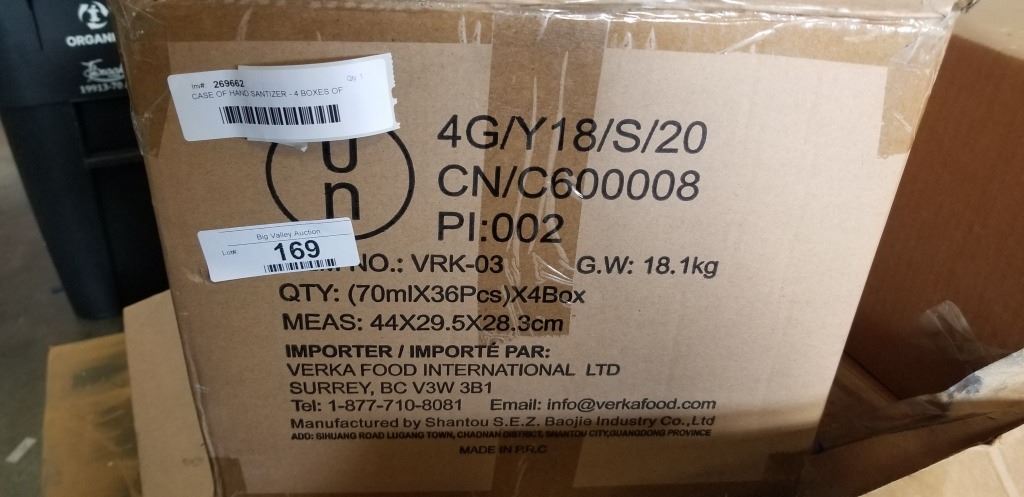 ORGANI
19913-70.
Itm#: 269662 Qty 1
CASE OF HAND SANTIZER - 4 BOXES OF
u
n
4G/Y18/S/20
CN/C600008
PI:002
Big Valley Auction
Lot#: 169
NO.: VRK-03 G.W: 18.1kg
QTY: (70mlX36Pcs)X4Box
MEAS: 44X29.5X28.3cm
IMPORTER / IMPORTÉ PAR:
VERKA FOOD INTERNATIONAL LTD
SURREY, BC V3W 3B1
Tel: 1-877-710-8081 Email: info@verkafood.com
Manufactured by Shantou S.E.Z. Baojie Industry Co.,Ltd
ADD: SIHUANG ROAD LUGANG TOWN, CHAONAN DISTRICT, SHANTOU CITY,GUANGDONG PROVINCE
MADE IN P.R.C